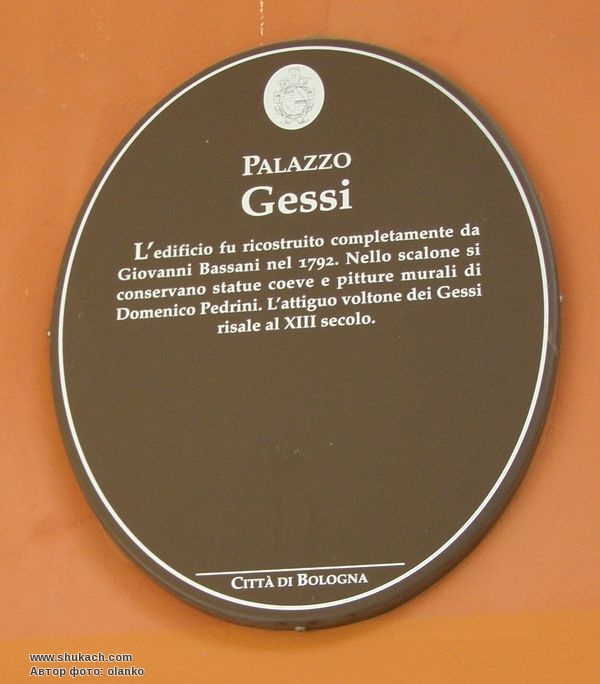 PALAZZO
Gessi
L'edificio fu ricostruito completamente da
Giovanni Bassani nel 1792. Nello scalone si
conservano statue coeve e pitture murali di
Domenico Pedrini. L'attiguo voltone dei Gessi
risale al XIII secolo.
CITTÀ DI BOLOGNA
www.shukach.com
Автор фото: olanko